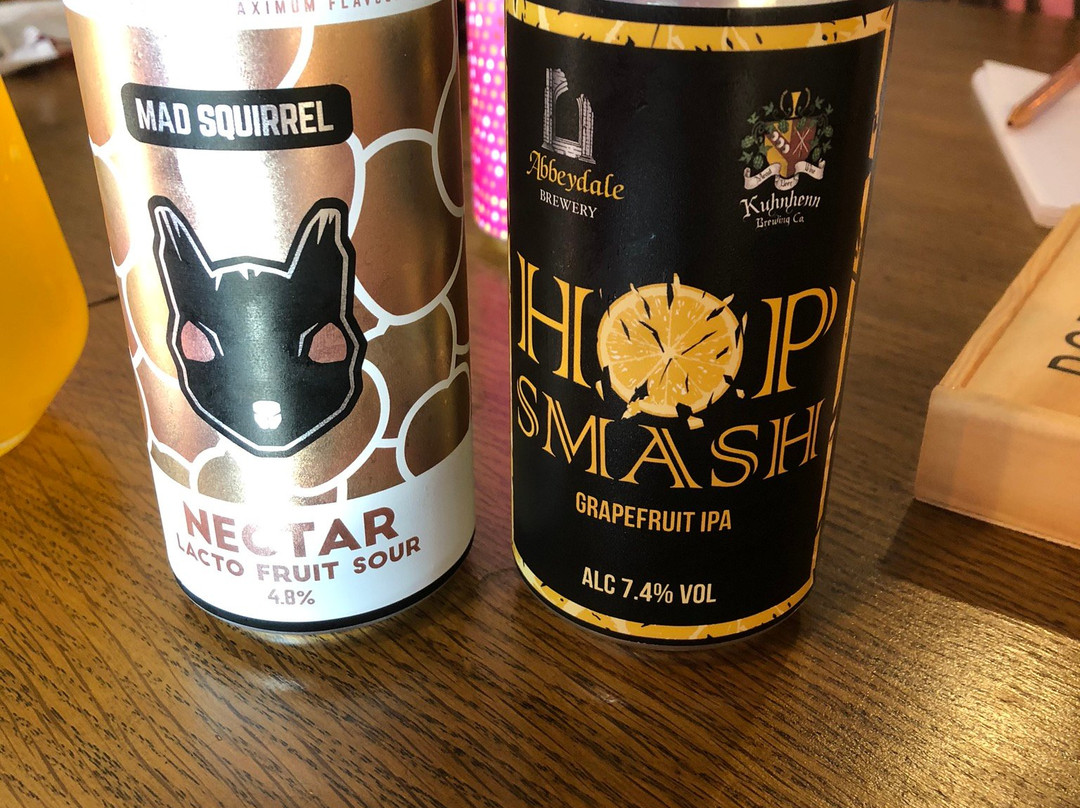 MAD SQUIRREL
NECTAR
LACTO FRUIT SOUR
4.8%
Abbeydale
BREWERY
Kuhnhenn
Brewing Co.
HOP
SMASH
GRAPEFRUIT IPA
ALC 7.4% VOL